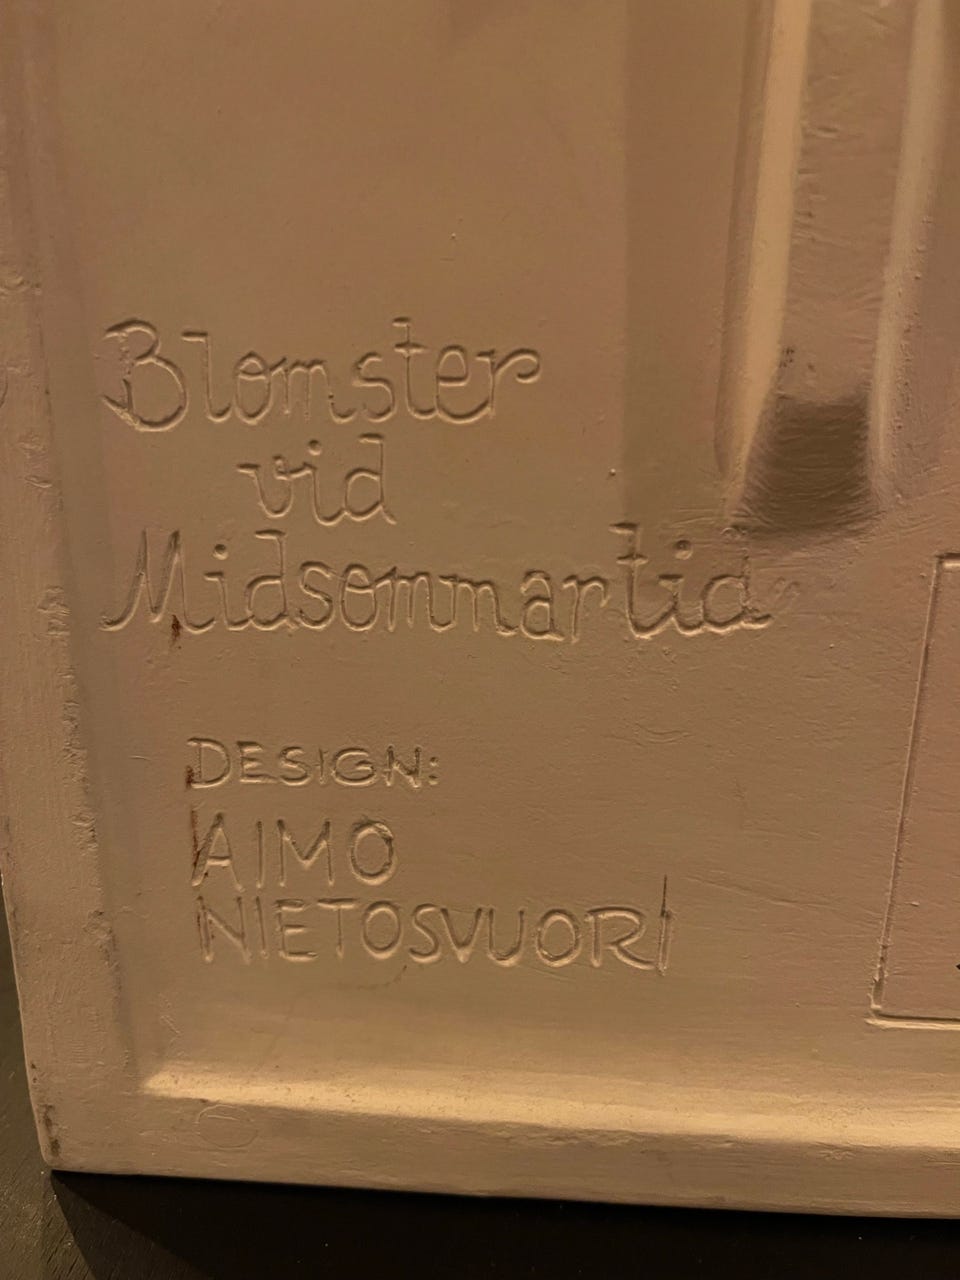 Blomster
vid
Midsommartid
DESIGN:
AIMO
NIETOSVUORI